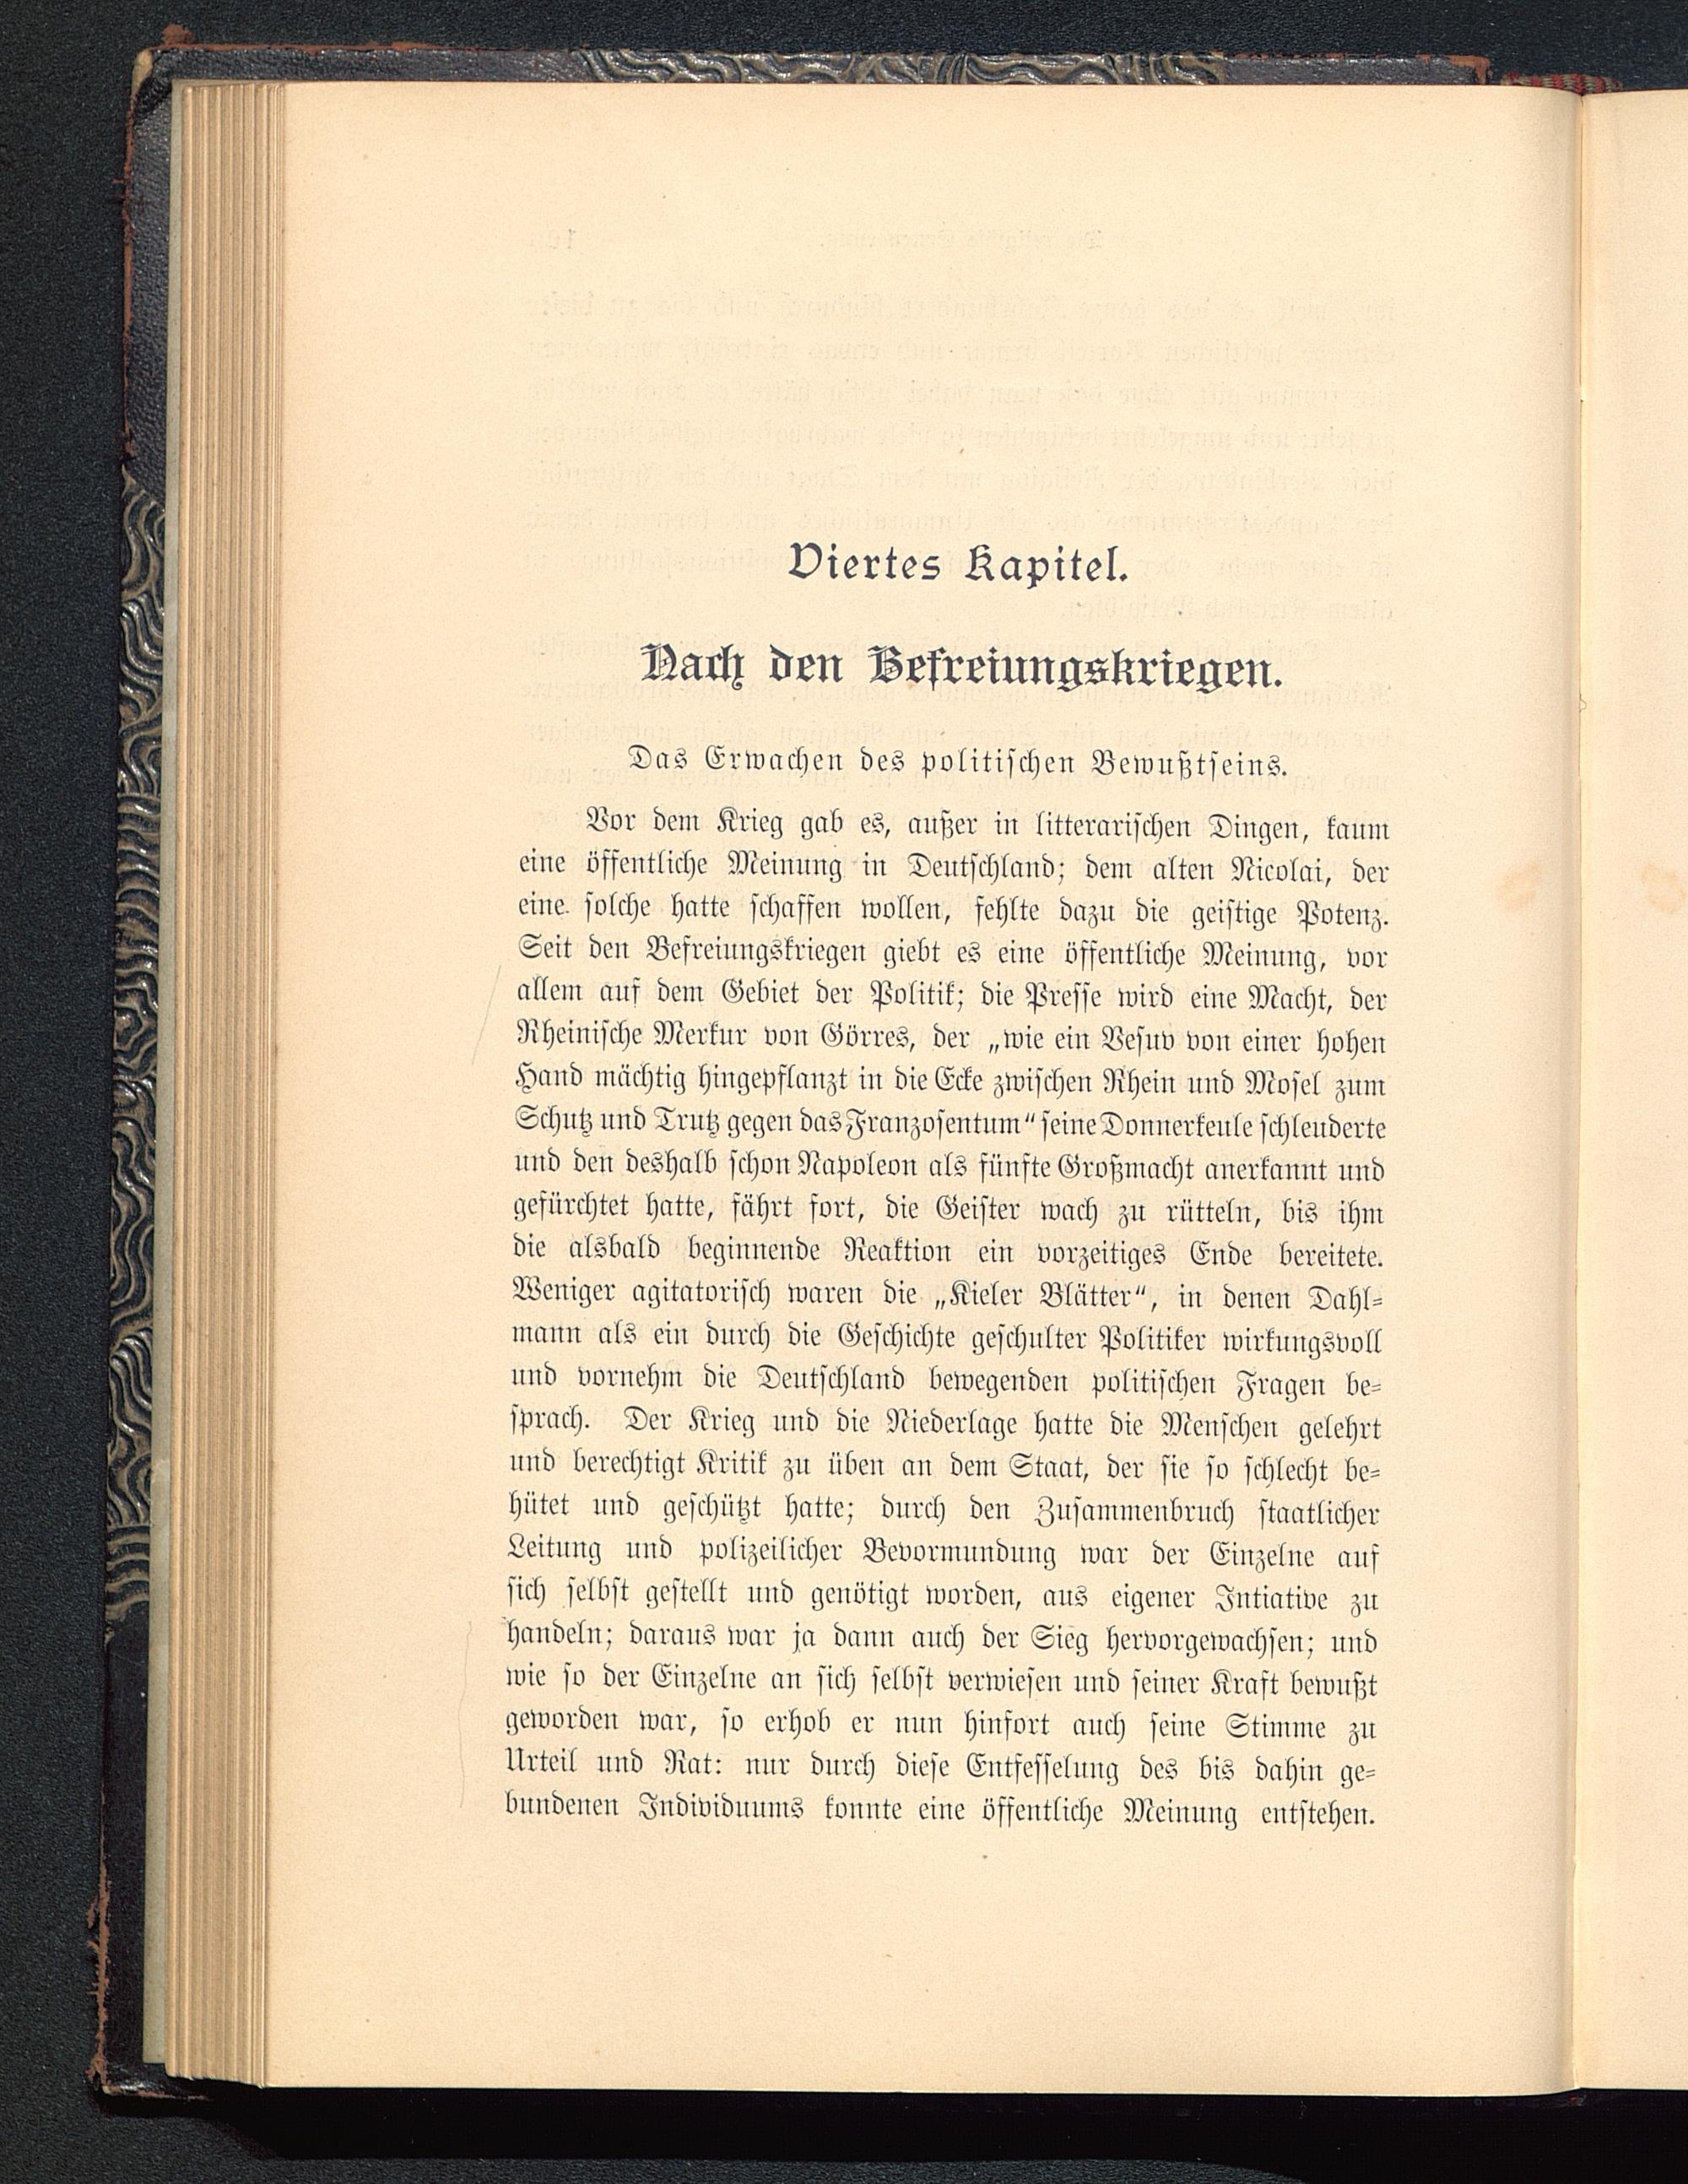 Viertes Kapitel.
Nach den Befreiungskriegen.
Das Erwachen des politischen Bewußtseins.
Vor dem Krieg gab es, außer in litterarischen Dingen, kaum
eine öffentliche Meinung in Deutschland; dem alten Nicolai, der
eine solche hatte schaffen wollen, fehlte dazu die geistige Potenz.
Seit den Befreiungskriegen giebt es eine öffentliche Meinung, vor
allem auf dem Gebiet der Politik; die Presse wird eine Macht, der
Rheinische Merkur von Görres, der „wie ein Vesuv von einer hohen
Hand mächtig hingepflanzt in die Ecke zwischen Rhein und Mosel zum
Schutz und Trutz gegen das Franzosentum“ seine Donnerkeule schleuderte
und den deshalb schon Napoleon als fünfte Großmacht anerkannt und
gefürchtet hatte, fährt fort, die Geister wach zu rütteln, bis ihm
die alsbald beginnende Reaktion ein vorzeitiges Ende bereitete.
Weniger agitatorisch waren die „Kieler Blätter“, in denen Dahl-
mann als ein durch die Geschichte geschulter Politiker wirkungsvoll
und vornehm die Deutschland bewegenden politischen Fragen be-
sprach. Der Krieg und die Niederlage hatte die Menschen gelehrt
und berechtigt Kritik zu üben an dem Staat, der sie so schlecht be-
hütet und geschützt hatte; durch den Zusammenbruch staatlicher
Leitung und polizeilicher Bevormundung war der Einzelne auf
sich selbst gestellt und genötigt worden, aus eigener Intiative zu
handeln; daraus war ja dann auch der Sieg hervorgewachsen; und
wie so der Einzelne an sich selbst verwiesen und seiner Kraft bewußt
geworden war, so erhob er nun hinfort auch seine Stimme zu
Urteil und Rat: nur durch diese Entfesselung des bis dahin ge-
bundenen Individuums konnte eine öffentliche Meinung entstehen.